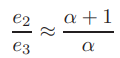 e₂/e₃ ≈ (α + 1)/α